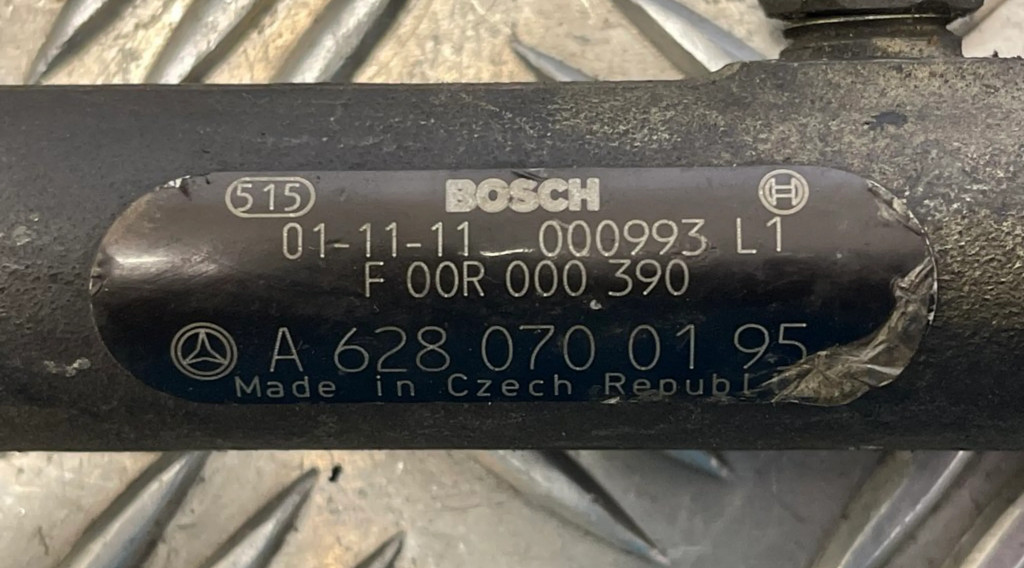 515 BOSCH
01-11-11 000993 L1
F 00R 000 390
A 628 070 01 95
Made in Czech